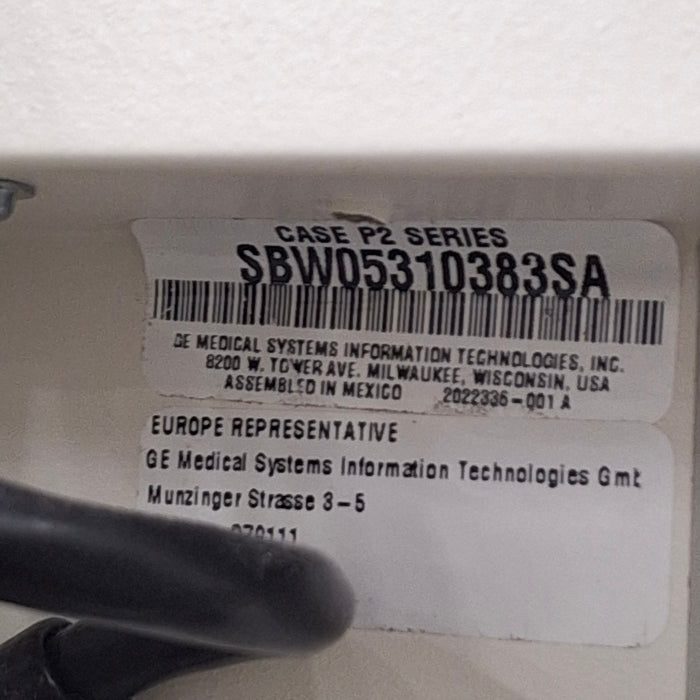 CASE P2 SERIES
SBW05310383SA
GE MEDICAL SYSTEMS INFORMATION TECHNOLOGIES, INC.
8200 W. TOWER AVE. MILWAUKEE, WISCONSIN, USA
ASSEMBLED IN MEXICO 2022336-001 A
EUROPE REPRESENTATIVE
GE Medical Systems Information Technologies Gmb
Munzinger Strasse 3-5